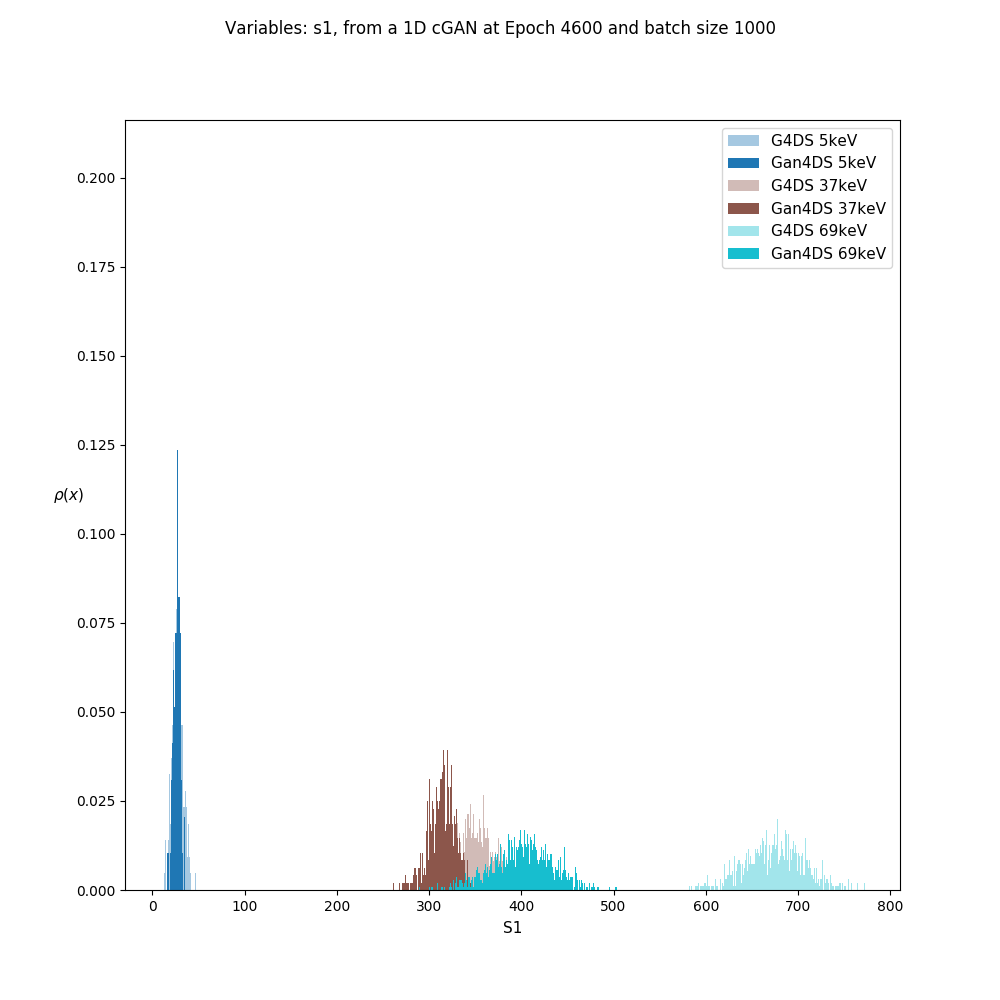 Variables: s1, from a 1D cGAN at Epoch 4600 and batch size 1000
G4DS 5keV
Gan4DS 5keV
G4DS 37keV
Gan4DS 37keV
G4DS 69keV
Gan4DS 69keV
0.200
0.175
0.150
0.125
ρ(x)
0.100
0.075
0.050
0.025
0.000
0 100 200 300 400 500 600 700 800
S1